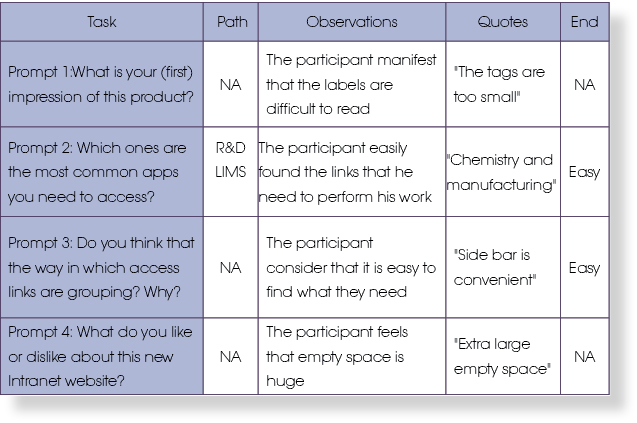 Task Path Observations Quotes End
Prompt 1:What is your (first)
impression of this product?
NA
The participant manifest
that the labels are
difficult to read
"The tags are
too small"
NA
Prompt 2: Which ones are
the most common apps
you need to access?
R&D
LIMS
The participant easily
found the links that he
need to perform his work
"Chemistry and
manufacturing"
Easy
Prompt 3: Do you think that
the way in which access
links are grouping? Why?
NA
The participant
consider that it is easy to
find what they need
"Side bar is
convenient"
Easy
Prompt 4: What do you like
or dislike about this new
Intranet website?
NA
The participant feels
that empty space is
huge
"Extra large
empty space"
NA